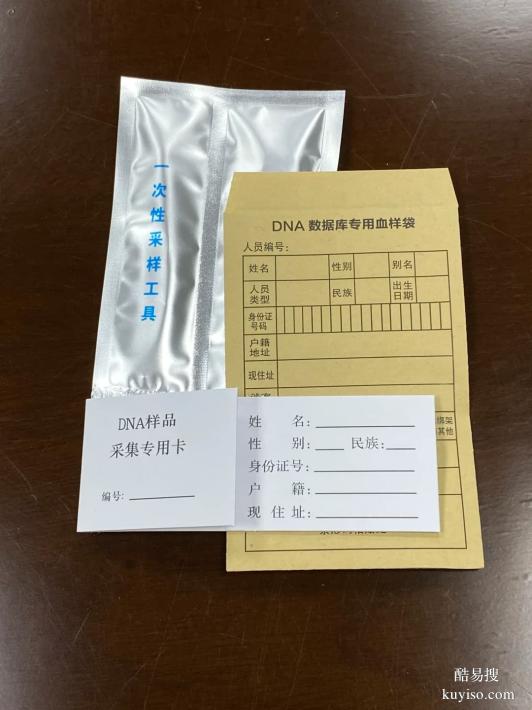 一次性采样工具
DNA 数据库专用血样袋
人员编号:
姓名 性别 别名
人员类型 民族 出生日期
身份证号码
户籍地址
现住址
绑架
其他
DNA样品
采集专用卡
编号:
姓 名:
性 别: 民族:
身份证号:
户 籍:
现 住 址:
酷易搜
kuyiso.com